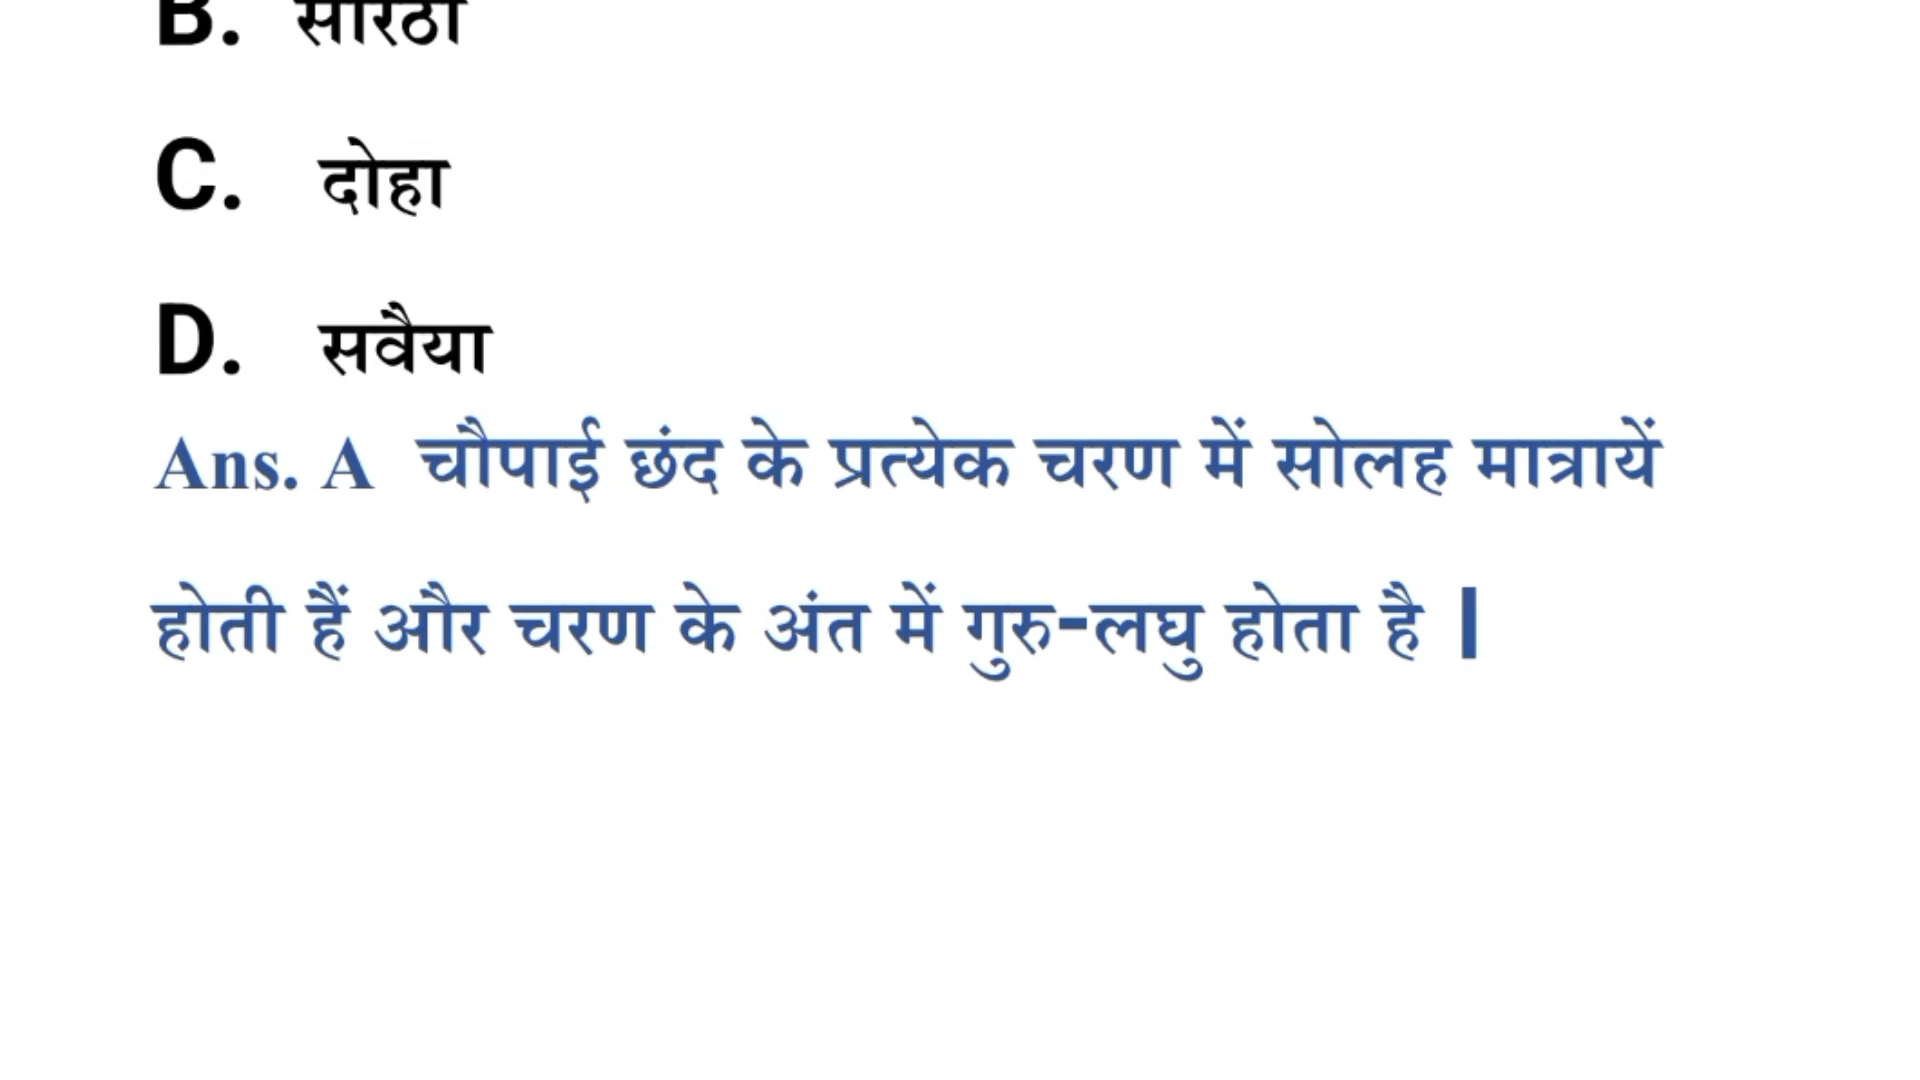 B. सोरठा
C. दोहा
D. सवैया
Ans. A चौपाई छंद के प्रत्येक चरण में सोलह मात्रायें
होती हैं और चरण के अंत में गुरु-लघु होता है |